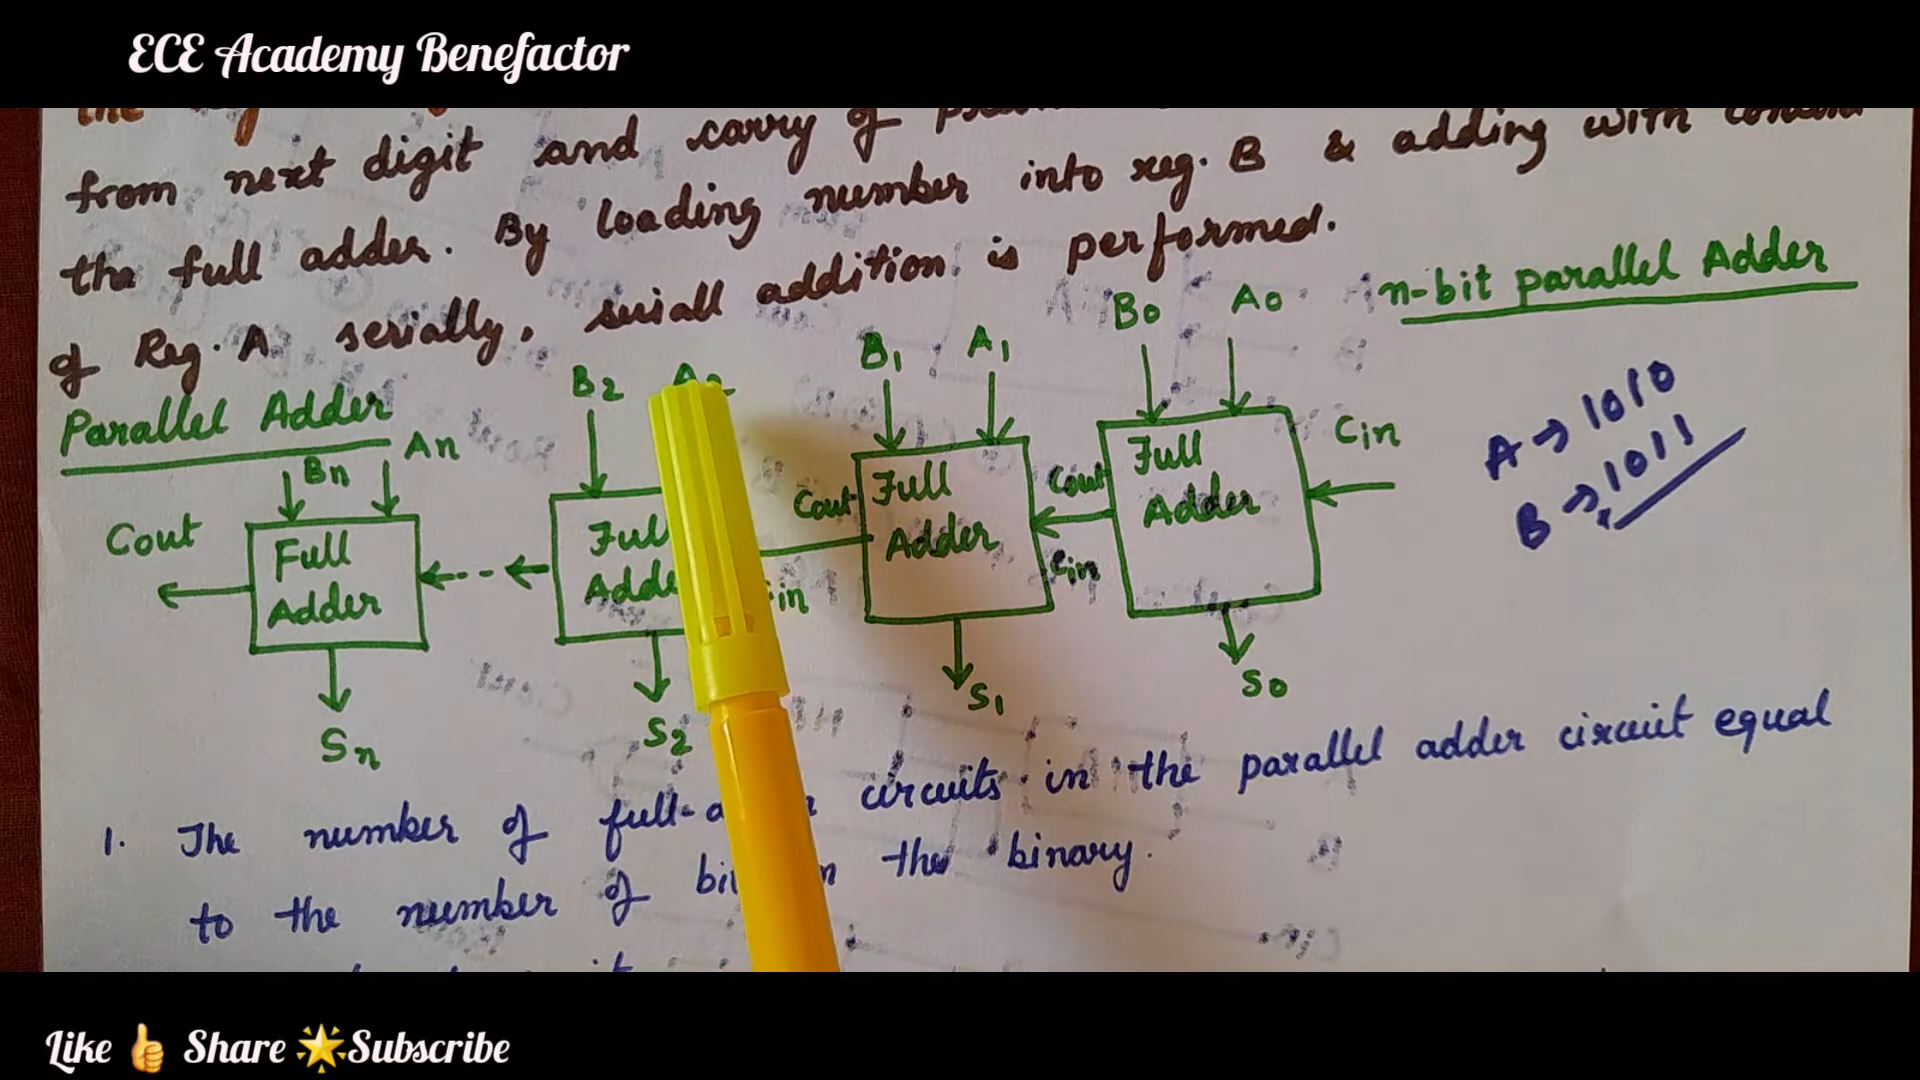 ECE Academy Benefactor
the
from next digit and carry of
the full adder. By loading number into reg. B & adding with
of Reg. A serially, seriall addition is performed.
n-bit parallel Adder
Parallel Adder
Bn An
B2 A2
B1 A1
B0 A0
Cout
Full Adder
Full
Cout
Full Adder
Cout
Full Adder
Cin
Cin
Cin
Sn
S2
S1
S0
A → 1010
B → 1011
1. The number of full- circuits in the parallel adder circuit equal
to the number of the binary.
Like 👍 Share 🌟Subscribe